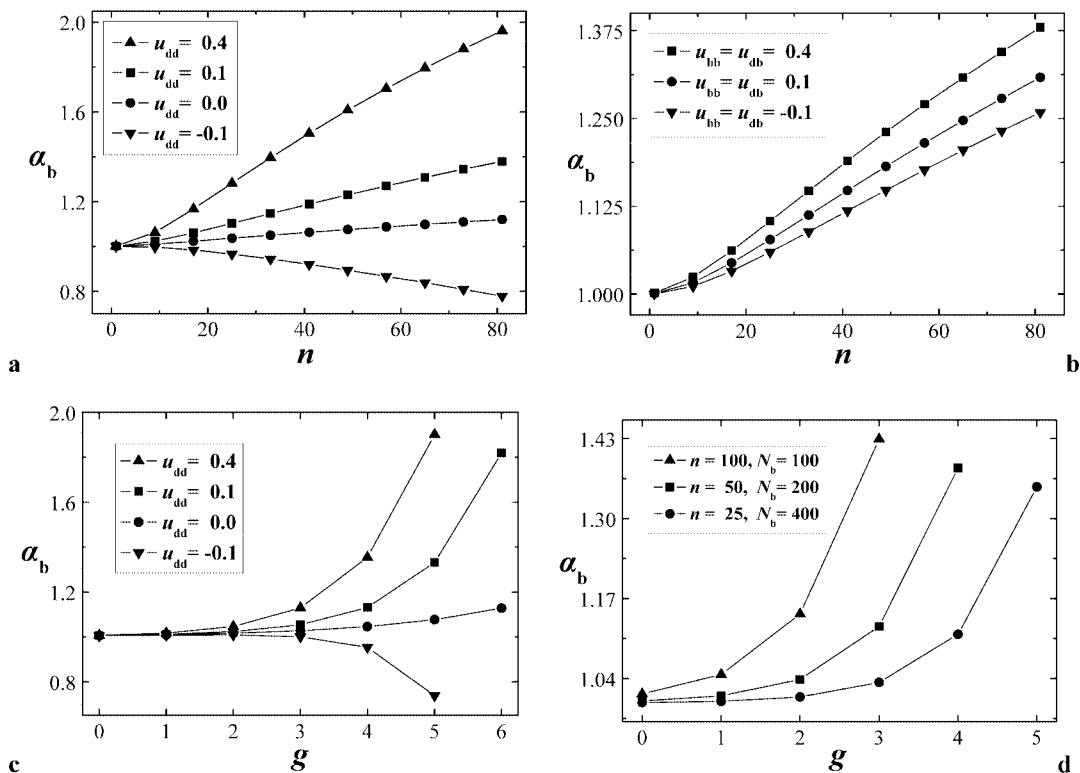 2.0
1.6
1.2
0.8
α_b
u_dd = 0.4
u_dd = 0.1
u_dd = 0.0
u_dd = -0.1
0 20 40 60 80
n
a
1.375
1.250
1.125
1.000
α_b
u_bb = u_db = 0.4
u_bb = u_db = 0.1
u_bb = u_db = -0.1
0 20 40 60 80
n
b
2.0
1.6
1.2
0.8
α_b
u_dd = 0.4
u_dd = 0.1
u_dd = 0.0
u_dd = -0.1
0 1 2 3 4 5 6
g
c
1.43
1.30
1.17
1.04
α_b
n = 100, N_b = 100
n = 50, N_b = 200
n = 25, N_b = 400
0 1 2 3 4 5
g
d